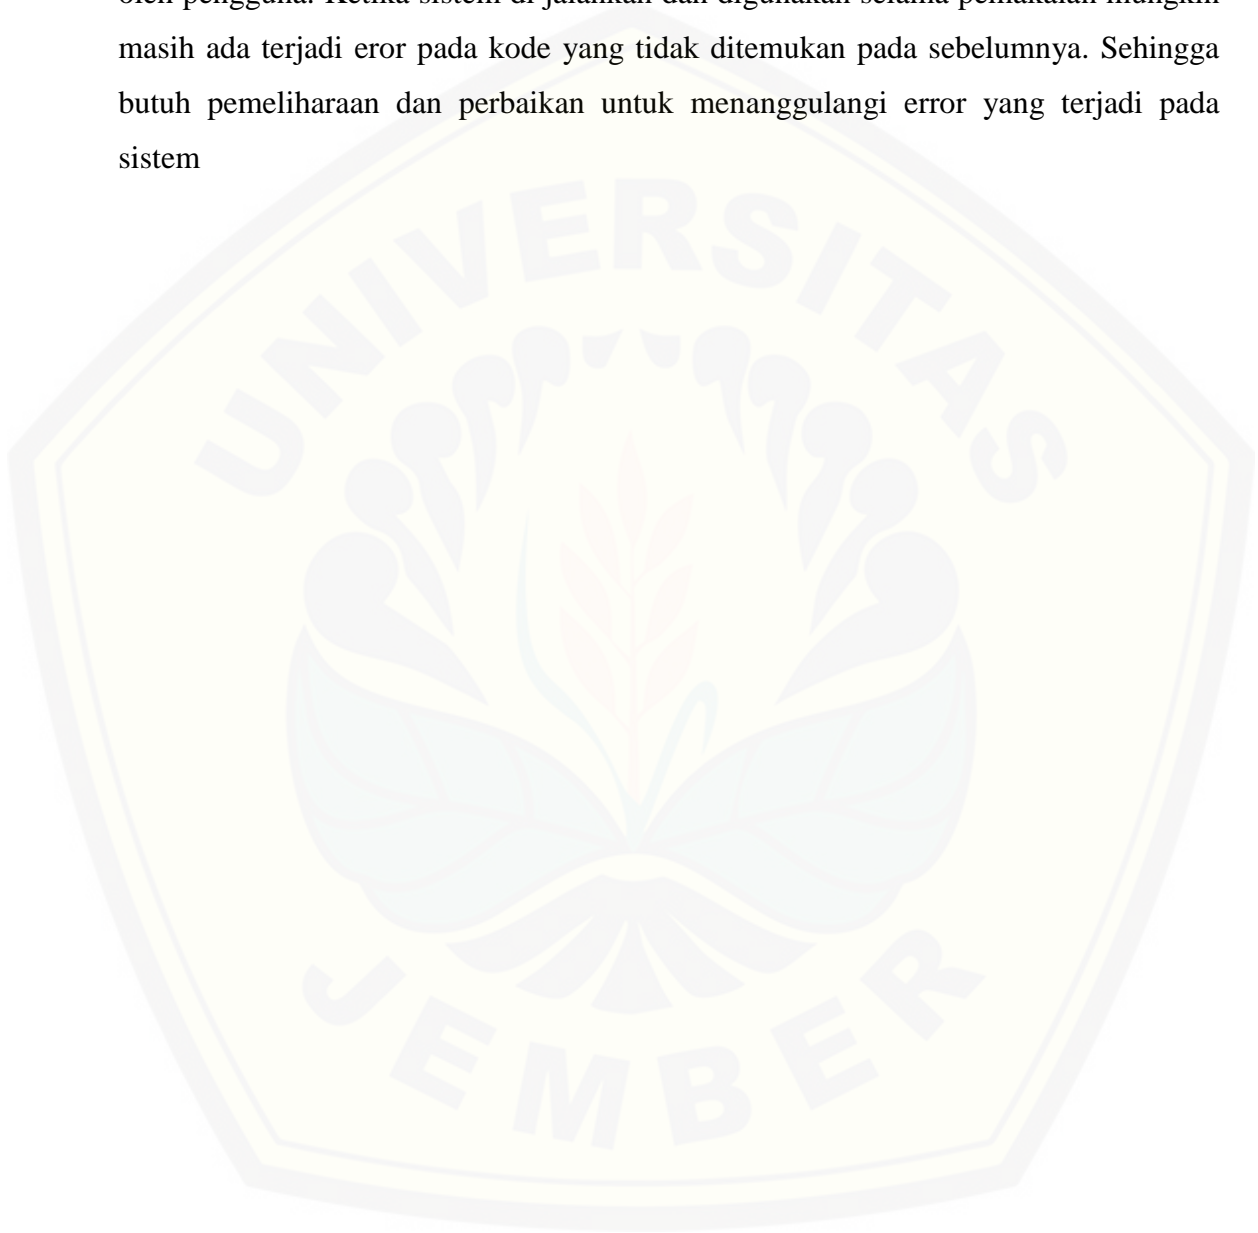 oleh pengguna. Ketika sistem di jalankan dan digunakan selama pemakaian mungkin
masih ada terjadi eror pada kode yang tidak ditemukan pada sebelumnya. Sehingga
butuh pemeliharaan dan perbaikan untuk menanggulangi error yang terjadi pada
sistem
UNIVERSITAS
JEMBER